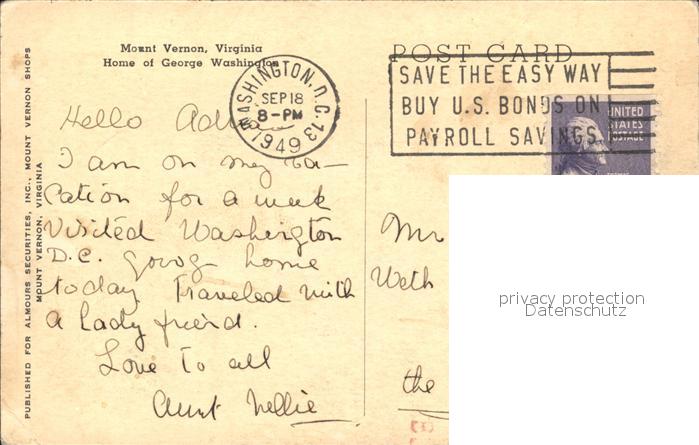 Mount Vernon, Virginia
Home of George Washington
POST CARD
WASHINGTON, D.C. 13
SEP 18
8-PM
1949
SAVE THE EASY WAY
BUY U.S. BONDS ON
PAYROLL SAVINGS
UNITED
STATES
POSTAGE
PUBLISHED FOR ALMOURS SECURITIES, INC., MOUNT VERNON SHOPS
MOUNT VERNON, VIRGINIA
Hello
I am on my va-
cation for a week
Visited Washington
D.C. going home
today Traveled with
a lady friend.
Love to all
Aunt Nellie
Mr
Weth
the
privacy protection
Datenschutz